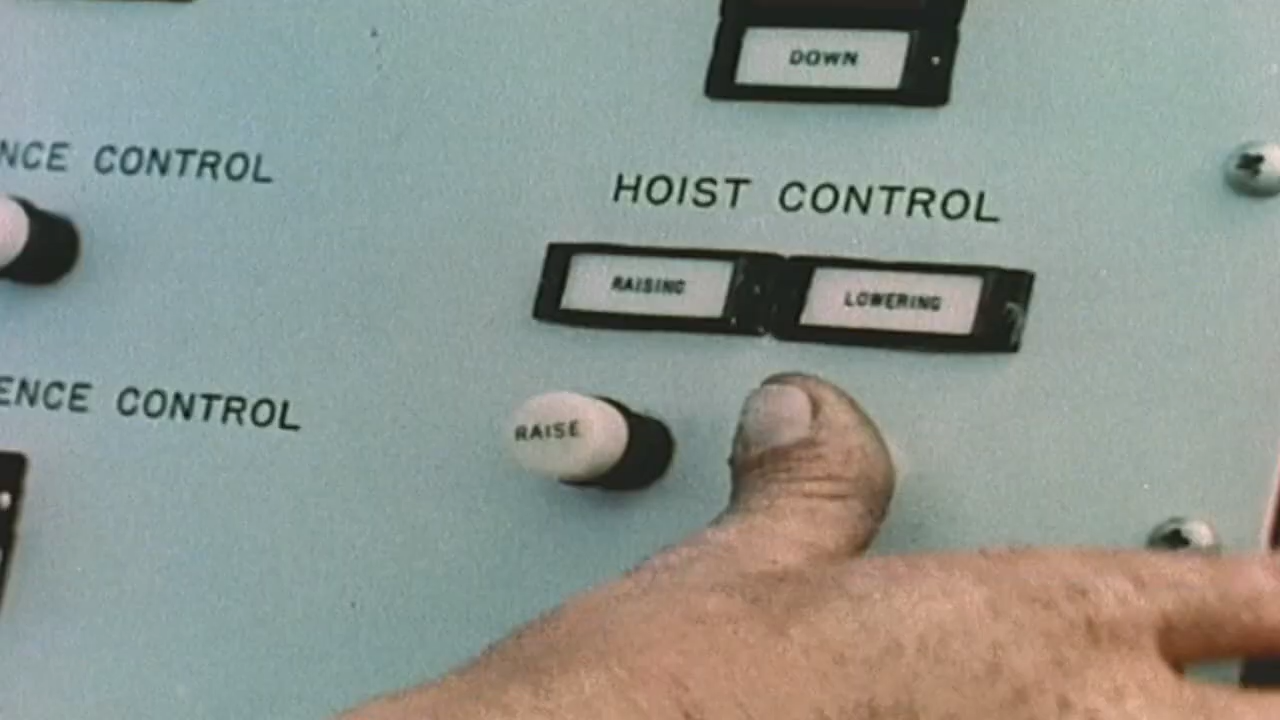 DOWN
NCE CONTROL
HOIST CONTROL
RAISING
LOWERING
ENCE CONTROL
RAISE